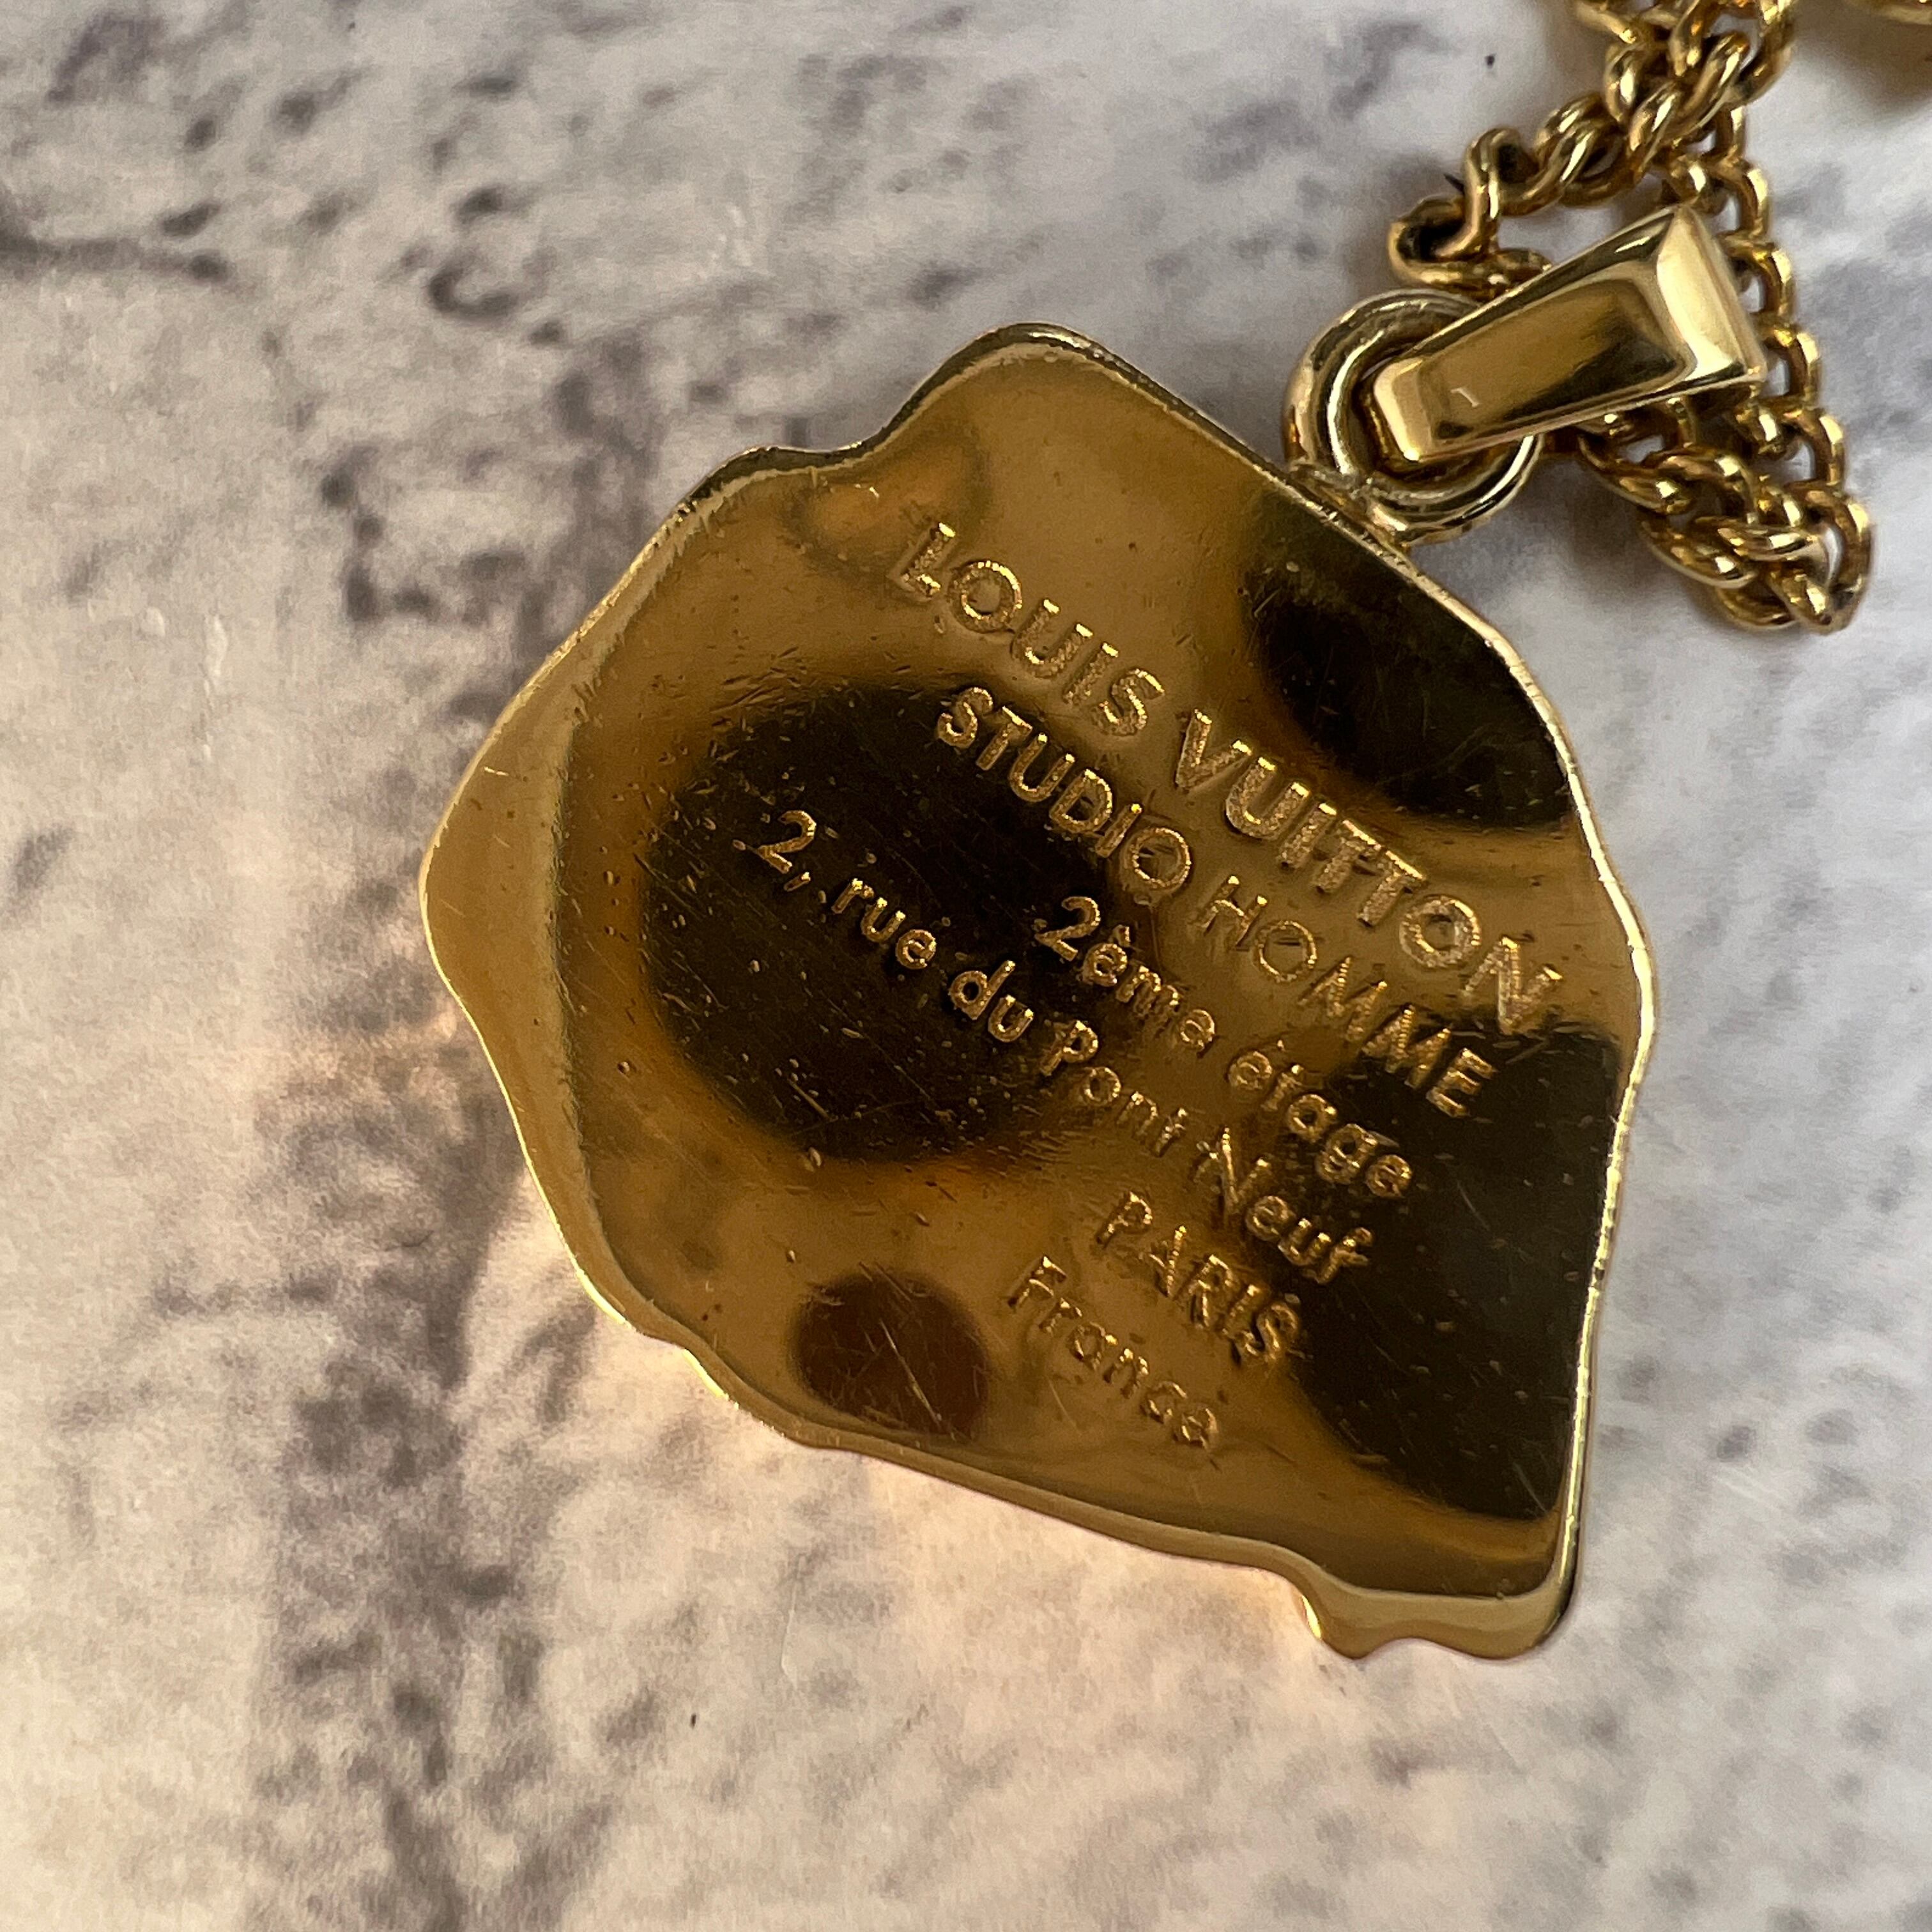 LOUIS VUITTON
STUDIO HOMME
2ème étage
2, rue du Pont Neuf
PARIS
France